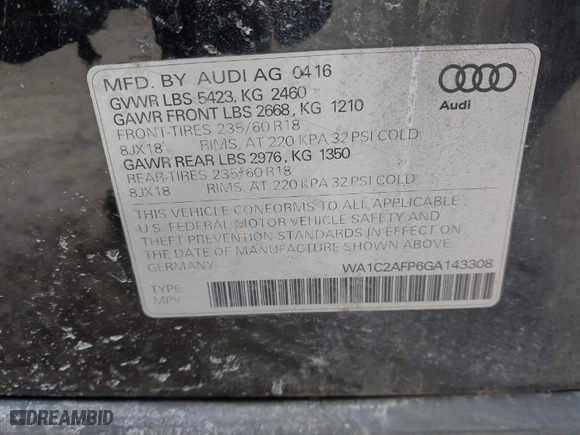 MFD. BY AUDI AG 04 16
GVWR LBS 5423, KG 2460
GAWR FRONT LBS 2668, KG 1210
FRONT-TIRES 235/60 R18
8JX18 RIMS, AT 220 KPA 32 PSI COLD
GAWR REAR LBS 2976, KG 1350
REAR-TIRES 235/60 R18
8JX18 RIMS, AT 220 KPA 32 PSI COLD
Audi
THIS VEHICLE CONFORMS TO ALL APPLICABLE
U.S. FEDERAL MOTOR VEHICLE SAFETY AND
THEFT PREVENTION STANDARDS IN EFFECT ON
THE DATE OF MANUFACTURE SHOWN ABOVE.
GERMANY WA1C2AFP6GA143308
TYPE
MPV
DREAMBID